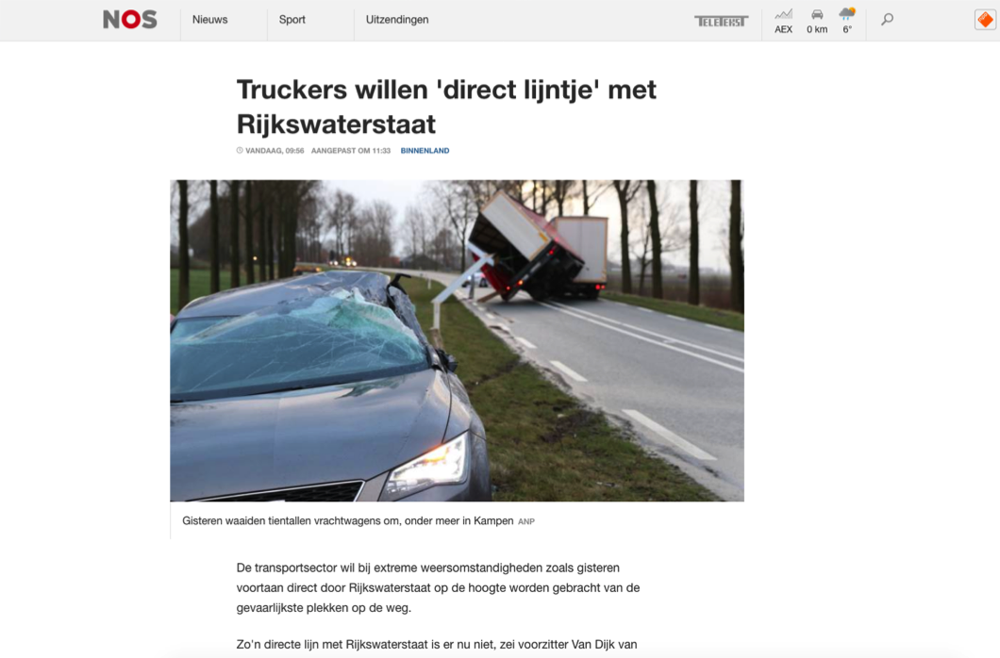 NOS
Nieuws
Sport
Uitzendingen
TELETEKST
AEX
0 km
6°
Truckers willen 'direct lijntje' met
Rijkswaterstaat
VANDAAG, 09:56 AANGEPAST OM 11:33 BINNENLAND
Gisteren waaiden tientallen vrachtwagens om, onder meer in Kampen ANP
De transportsector wil bij extreme weersomstandigheden zoals gisteren
voortaan direct door Rijkswaterstaat op de hoogte worden gebracht van de
gevaarlijkste plekken op de weg.
Zo'n directe lijn met Rijkswaterstaat is er nu niet, zei voorzitter Van Dijk van